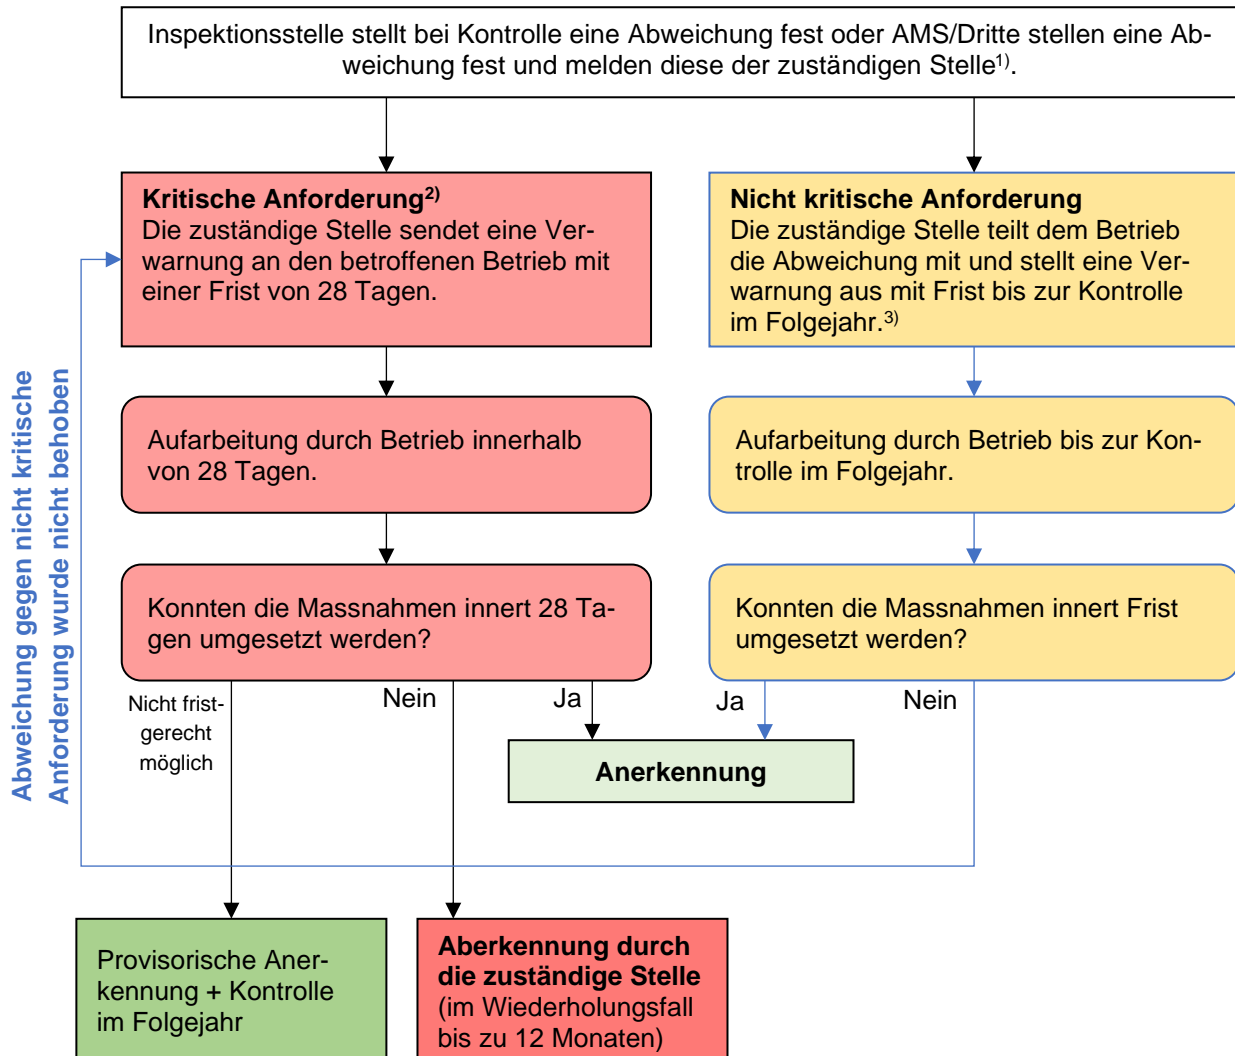 Inspektionsstelle stellt bei Kontrolle eine Abweichung fest oder AMS/Dritte stellen eine Ab-
weichung fest und melden diese der zuständigen Stelle1).
Kritische Anforderung2)
Die zuständige Stelle sendet eine Ver-
warnung an den betroffenen Betrieb mit
einer Frist von 28 Tagen.
Nicht kritische Anforderung
Die zuständige Stelle teilt dem Betrieb
die Abweichung mit und stellt eine Ver-
warnung aus mit Frist bis zur Kontrolle
im Folgejahr.3)
Abweichung gegen nicht kritische
Anforderung wurde nicht behoben
Aufarbeitung durch Betrieb innerhalb
von 28 Tagen.
Aufarbeitung durch Betrieb bis zur Kon-
trolle im Folgejahr.
Konnten die Massnahmen innert 28 Ta-
gen umgesetzt werden?
Konnten die Massnahmen innert Frist
umgesetzt werden?
Nicht frist-
gerecht
möglich
Nein
Ja
Ja
Nein
Anerkennung
Provisorische Aner-
kennung + Kontrolle
im Folgejahr
Aberkennung durch
die zuständige Stelle
(im Wiederholungsfall
bis zu 12 Monaten)